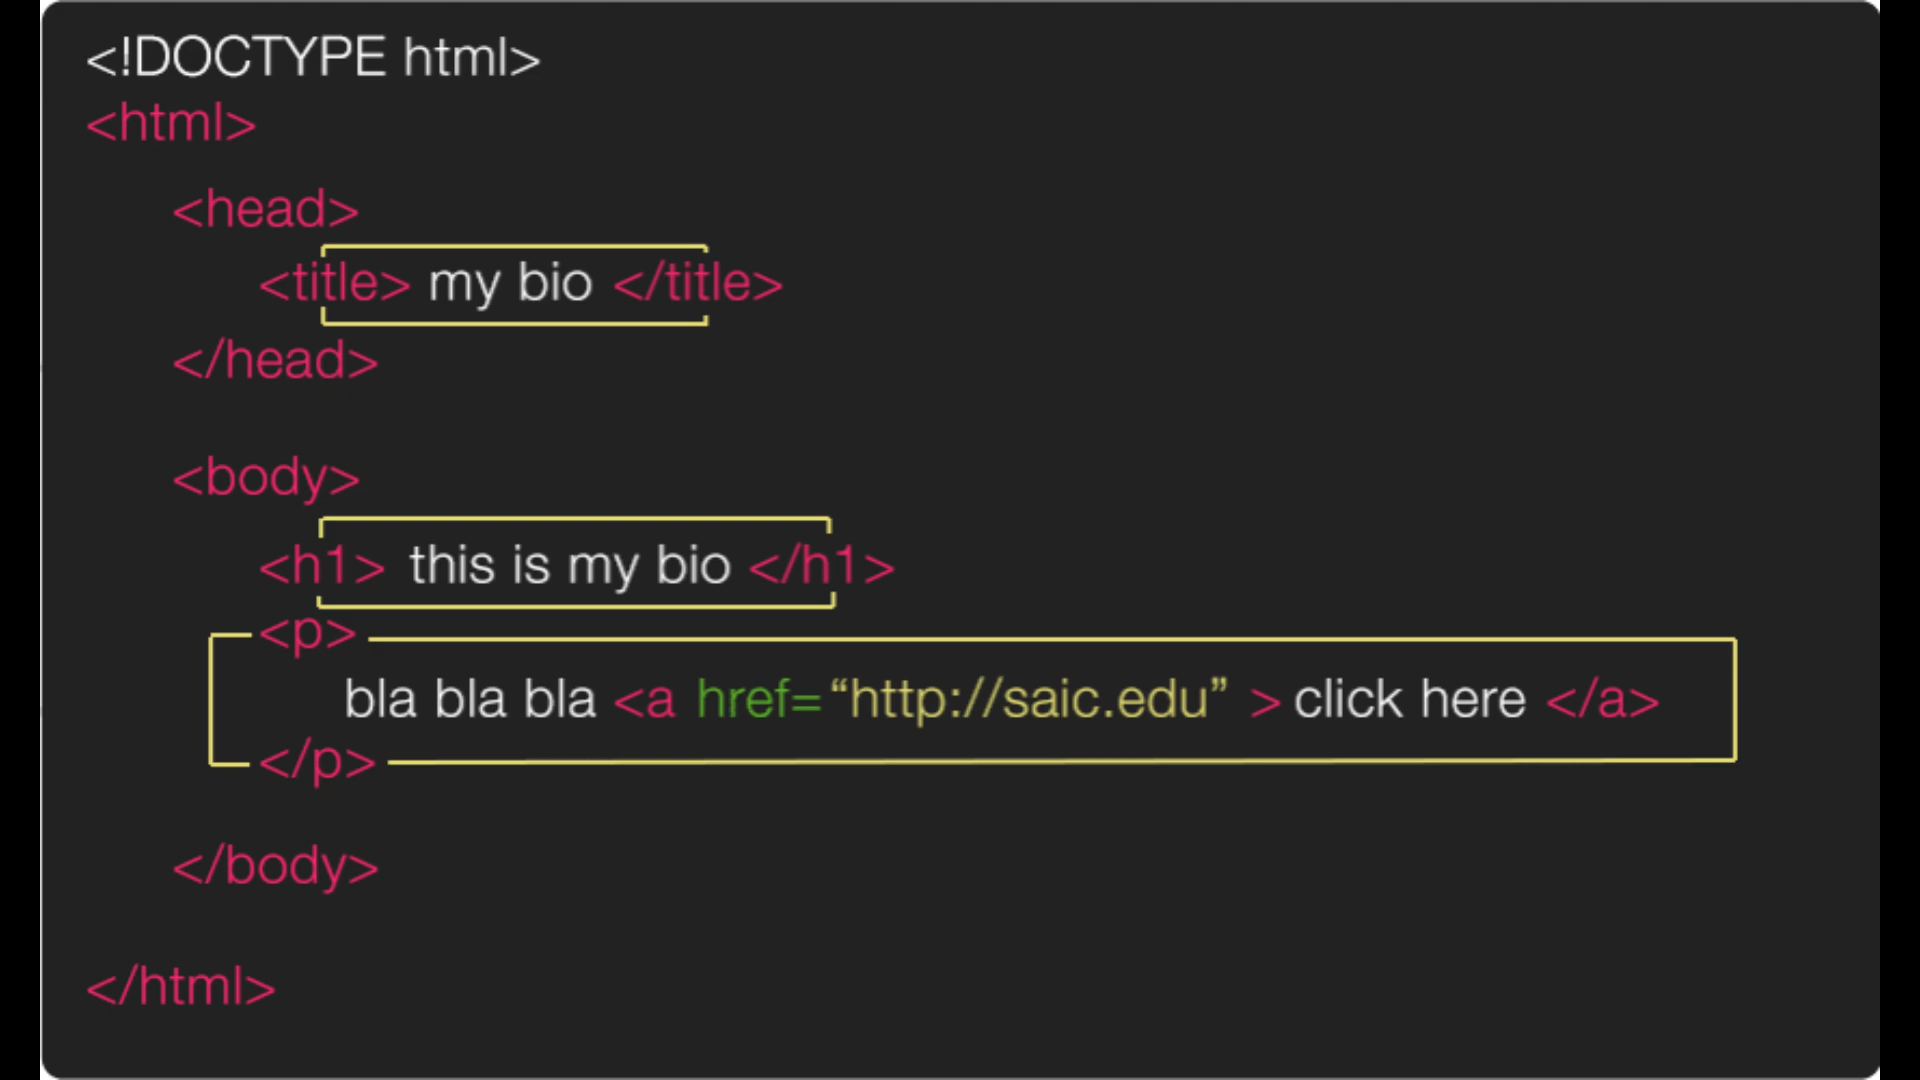 <!DOCTYPE html>
<html>
<head>
<title> my bio </title>
</head>
<body>
<h1> this is my bio </h1>
<p>
bla bla bla <a href=“http://saic.edu” > click here </a>
</p>
</body>
</html>